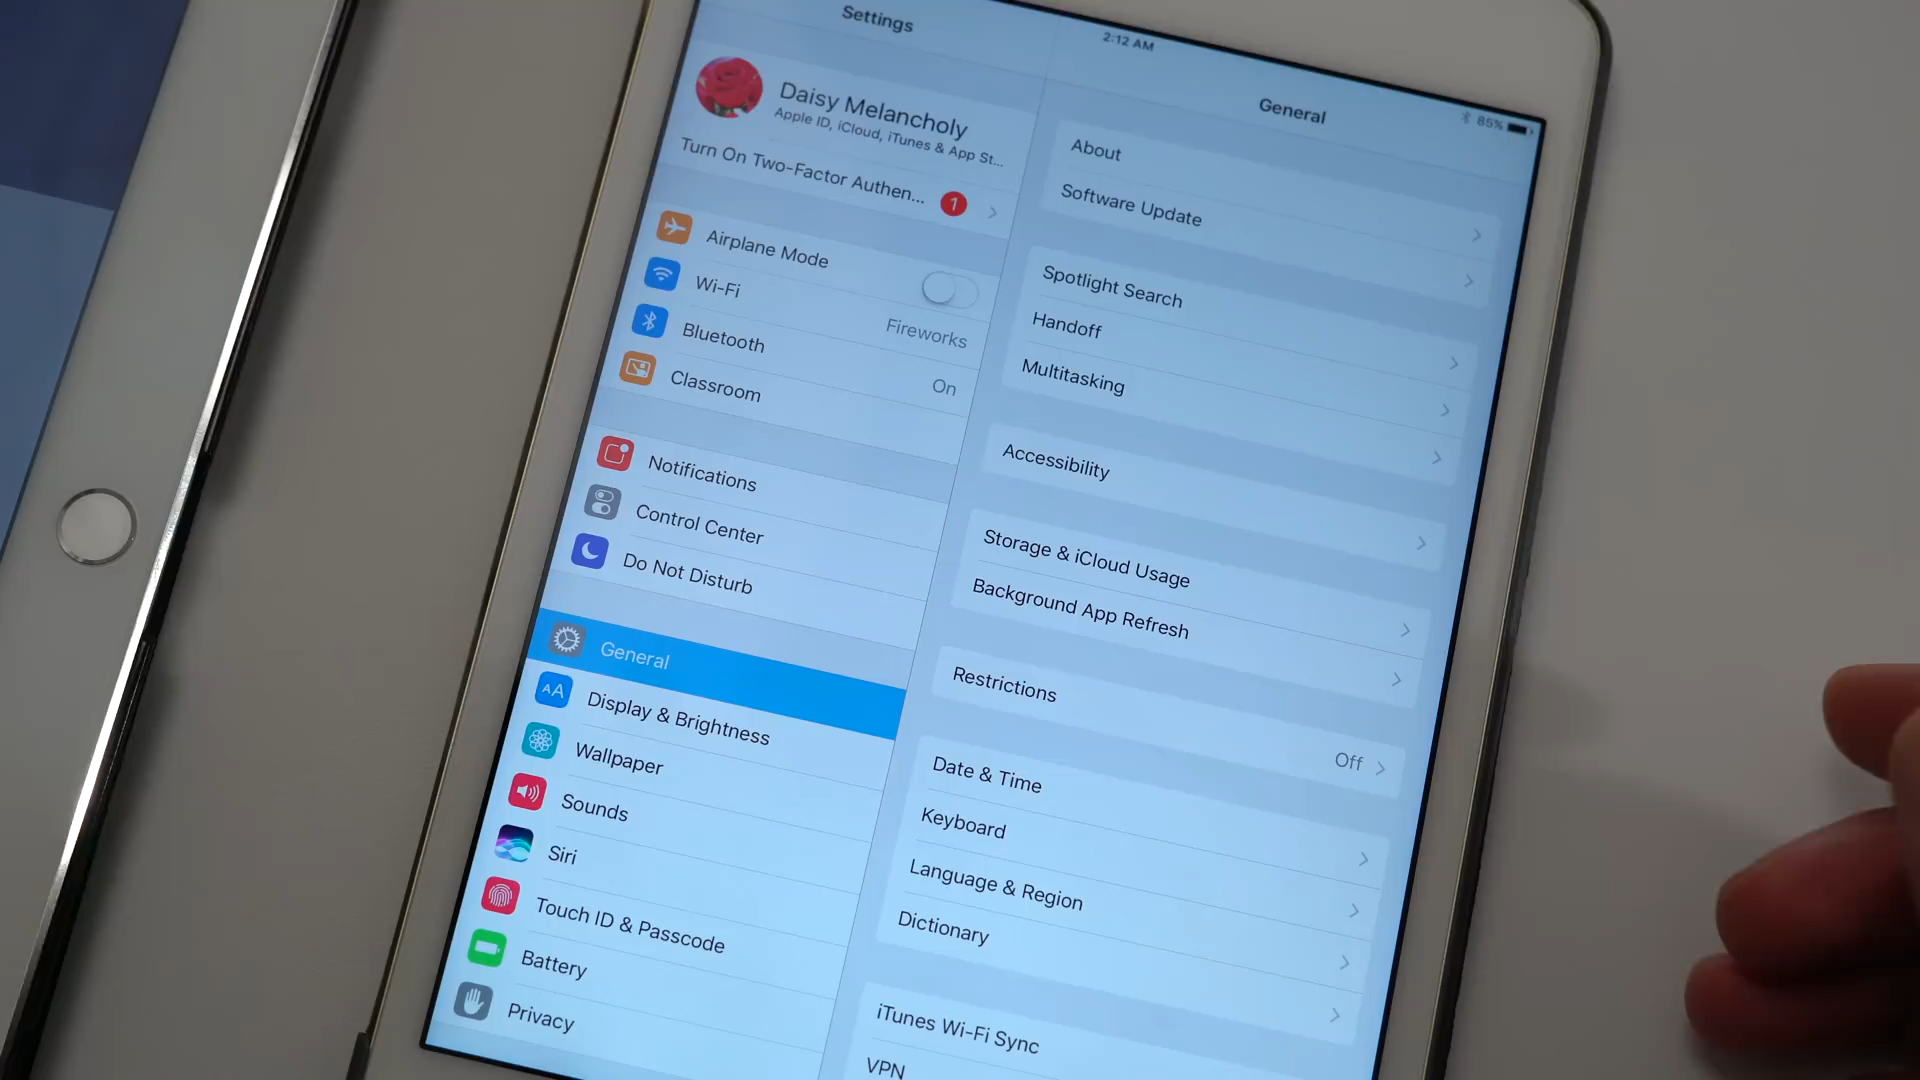 Settings
2:12 AM
General
85%
Daisy Melancholy
Apple ID, iCloud, iTunes & App St...
Turn On Two-Factor Authen...
1
Airplane Mode
Wi-Fi
Fireworks
Bluetooth
On
Classroom
Notifications
Control Center
Do Not Disturb
General
AA
Display & Brightness
Wallpaper
Sounds
Siri
Touch ID & Passcode
Battery
Privacy
About
Software Update
Spotlight Search
Handoff
Multitasking
Accessibility
Storage & iCloud Usage
Background App Refresh
Restrictions
Off
Date & Time
Keyboard
Language & Region
Dictionary
iTunes Wi-Fi Sync
VPN